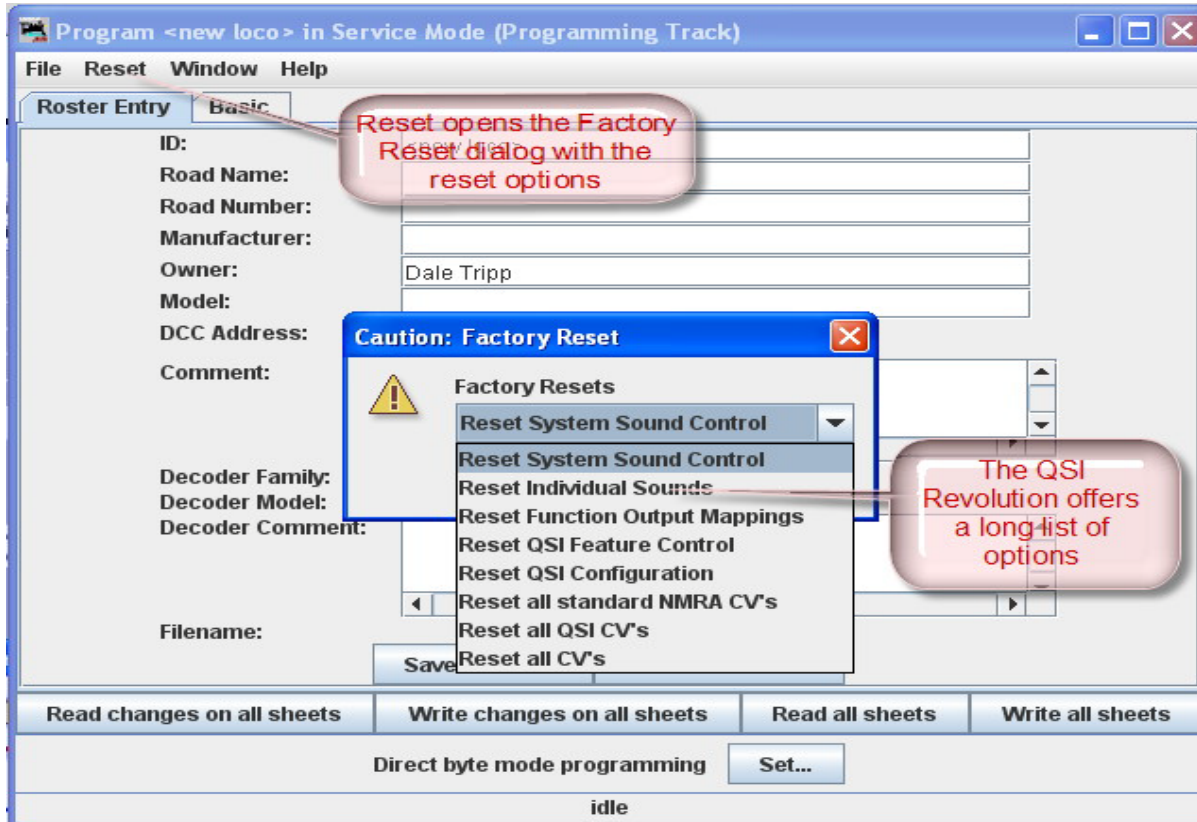 Program <new loco> in Service Mode (Programming Track)
File Reset Window Help
Roster Entry Basic
Reset opens the Factory
Reset dialog with the
reset options
ID: <new loco>
Road Name:
Road Number:
Manufacturer:
Owner: Dale Tripp
Model:
DCC Address:
Comment:
Caution: Factory Reset
Factory Resets
Reset System Sound Control
Reset System Sound Control
Reset Individual Sounds
Reset Function Output Mappings
Reset QSI Feature Control
Reset QSI Configuration
Reset all standard NMRA CV's
Reset all QSI CV's
Reset all CV's
The QSI
Revolution offers
a long list of
options
Decoder Family:
Decoder Model:
Decoder Comment:
Filename:
Save
Read changes on all sheets Write changes on all sheets Read all sheets Write all sheets
Direct byte mode programming Set...
idle